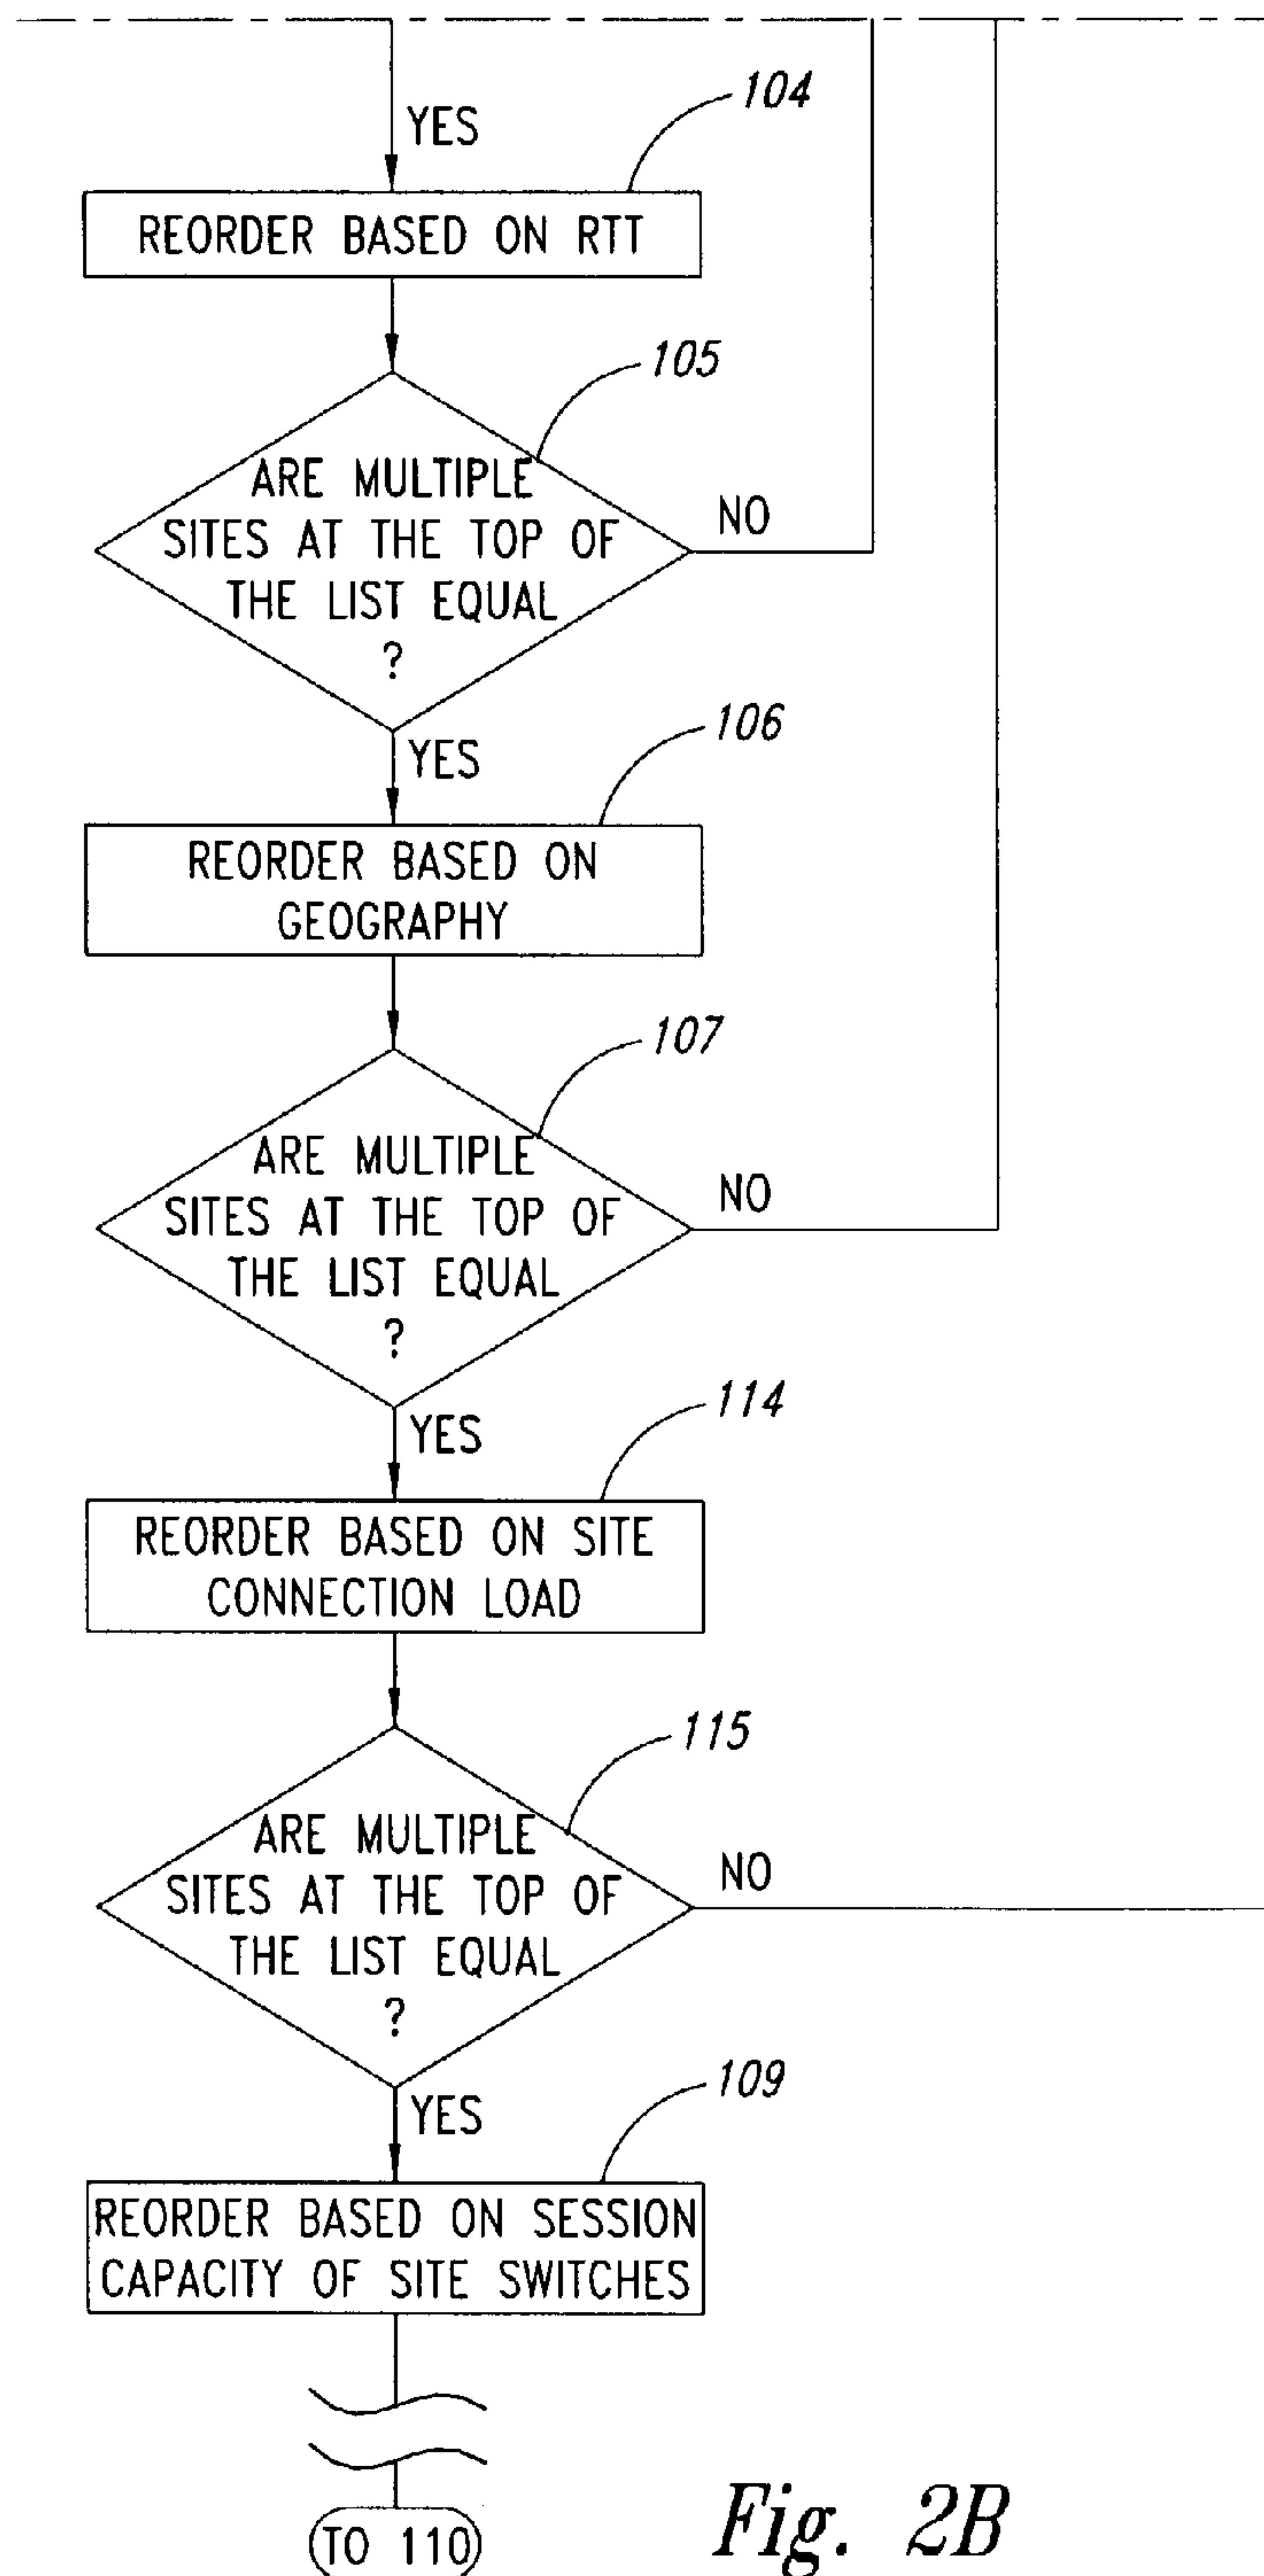 104
YES
REORDER BASED ON RTT
105
ARE MULTIPLE
SITES AT THE TOP OF
THE LIST EQUAL
?
NO
106
YES
REORDER BASED ON
GEOGRAPHY
107
ARE MULTIPLE
SITES AT THE TOP OF
THE LIST EQUAL
?
NO
114
YES
REORDER BASED ON SITE
CONNECTION LOAD
115
ARE MULTIPLE
SITES AT THE TOP OF
THE LIST EQUAL
?
NO
109
YES
REORDER BASED ON SESSION
CAPACITY OF SITE SWITCHES
TO 110
Fig. 2B